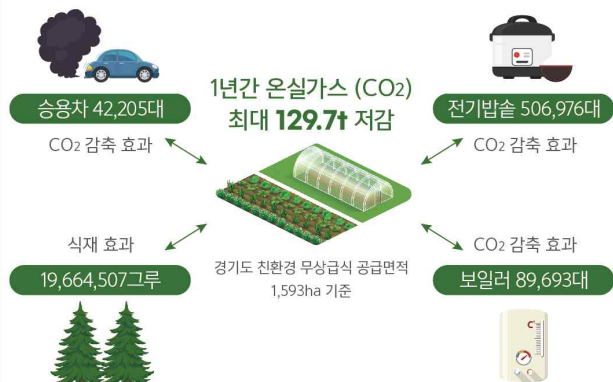 1년간 온실가스 (CO2)
최대 129.7t 저감
승용차 42,205대
CO2 감축 효과
전기밥솥 506,976대
CO2 감축 효과
식재 효과
19,664,507그루
경기도 친환경 무상급식 공급면적
1,593ha 기준
CO2 감축 효과
보일러 89,693대